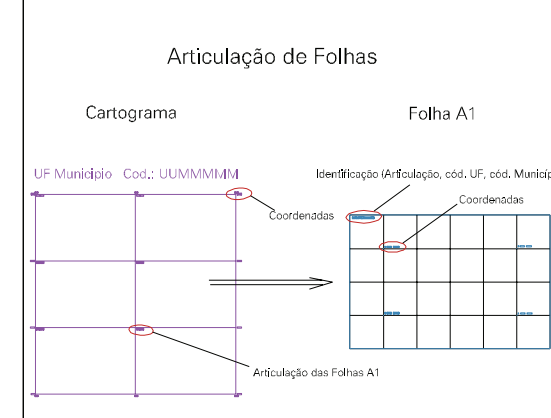 Articulação de Folhas
Cartograma
Folha A1
UF Municipio Cod.: UUMMMMM
Identificação (Articulação, cód. UF, cód. Municíp
Coordenadas
Coordenadas
Articulação das Folhas A1